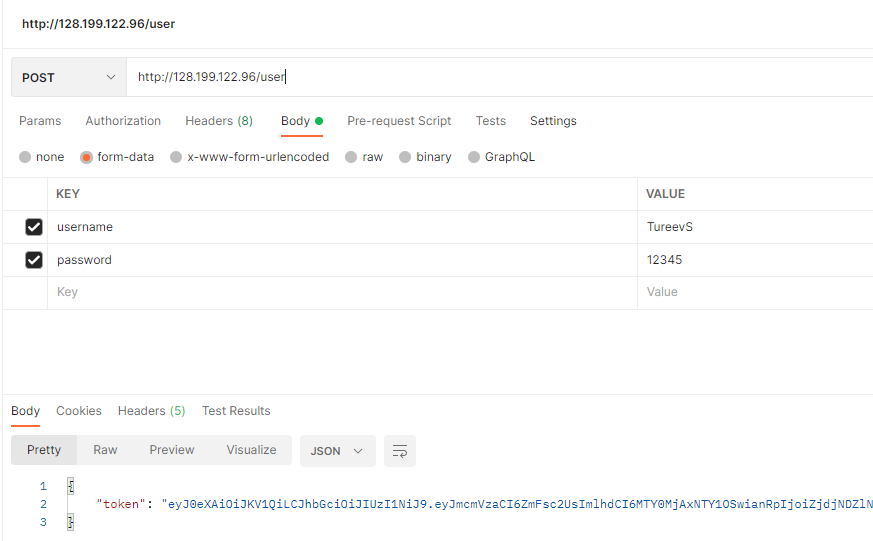 http://128.199.122.96/user
POST http://128.199.122.96/user
Params Authorization Headers (8) Body Pre-request Script Tests Settings
none form-data x-www-form-urlencoded raw binary GraphQL
KEY VALUE
username TureevS
password 12345
Key Value
Body Cookies Headers (5) Test Results
Pretty Raw Preview Visualize JSON
1 {
2 "token": "eyJ0eXAiOiJKV1QiLCJhbGciOiJIUzI1NiJ9.eyJmcmVzaCI6ZmFsc2UsImlhdCI6MTY0MjAxNTY1OSwianRpIjoiZjdjNDZlN
3 }